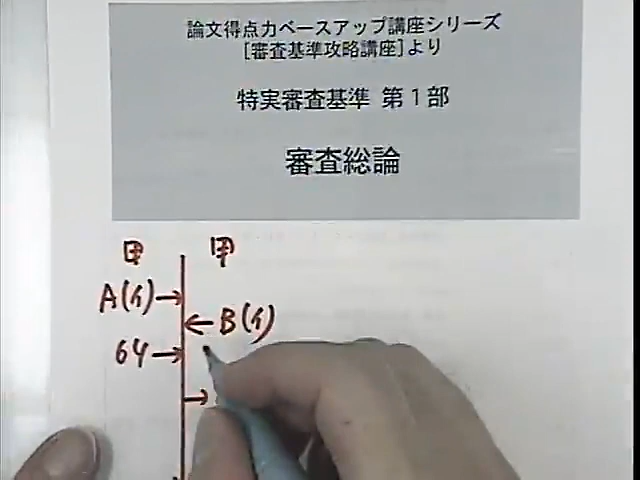 論文得点力ベースアップ講座シリーズ
[審査基準攻略講座]より
特実審査基準 第1部
審査総論
甲 甲
A(イ)→
←B(イ)
64→
→